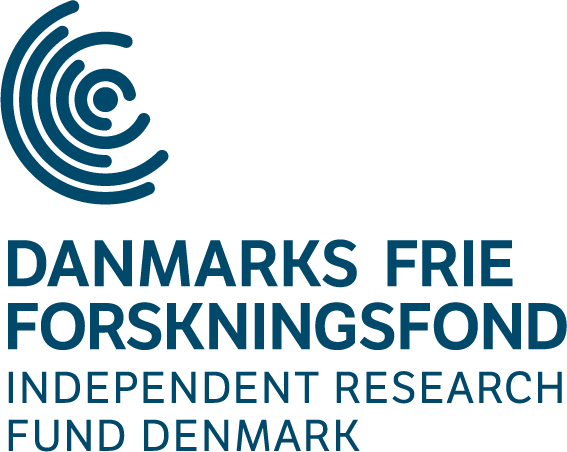 DANMARKS FRIE
FORSKNINGSFOND
INDEPENDENT RESEARCH
FUND DENMARK